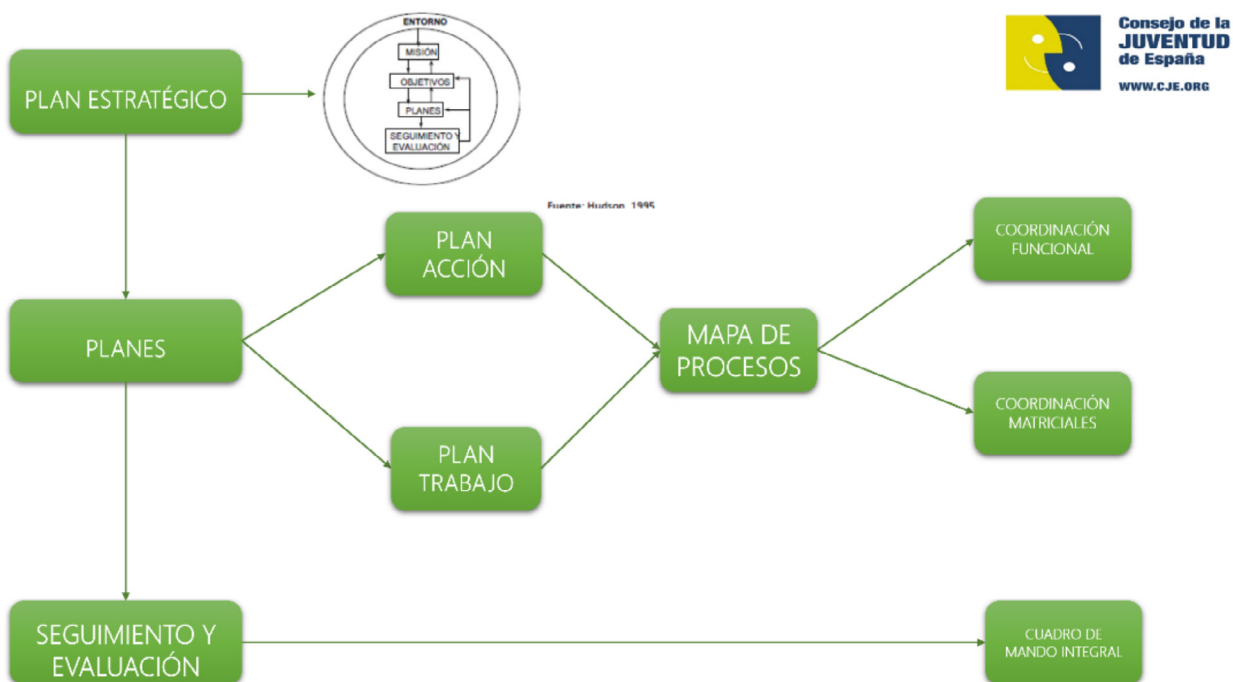 ENTORNO
MISIÓN
OBJETIVOS
PLANES
SEGUIMIENTO Y
EVALUACIÓN
Consejo de la
JUVENTUD
de España
WWW.CJE.ORG
PLAN ESTRATÉGICO
Fuente: Hudson, 1995
PLAN
ACCIÓN
COORDINACIÓN
FUNCIONAL
PLANES
MAPA DE
PROCESOS
PLAN
TRABAJO
COORDINACIÓN
MATRICIALES
SEGUIMIENTO Y
EVALUACIÓN
CUADRO DE
MANDO INTEGRAL